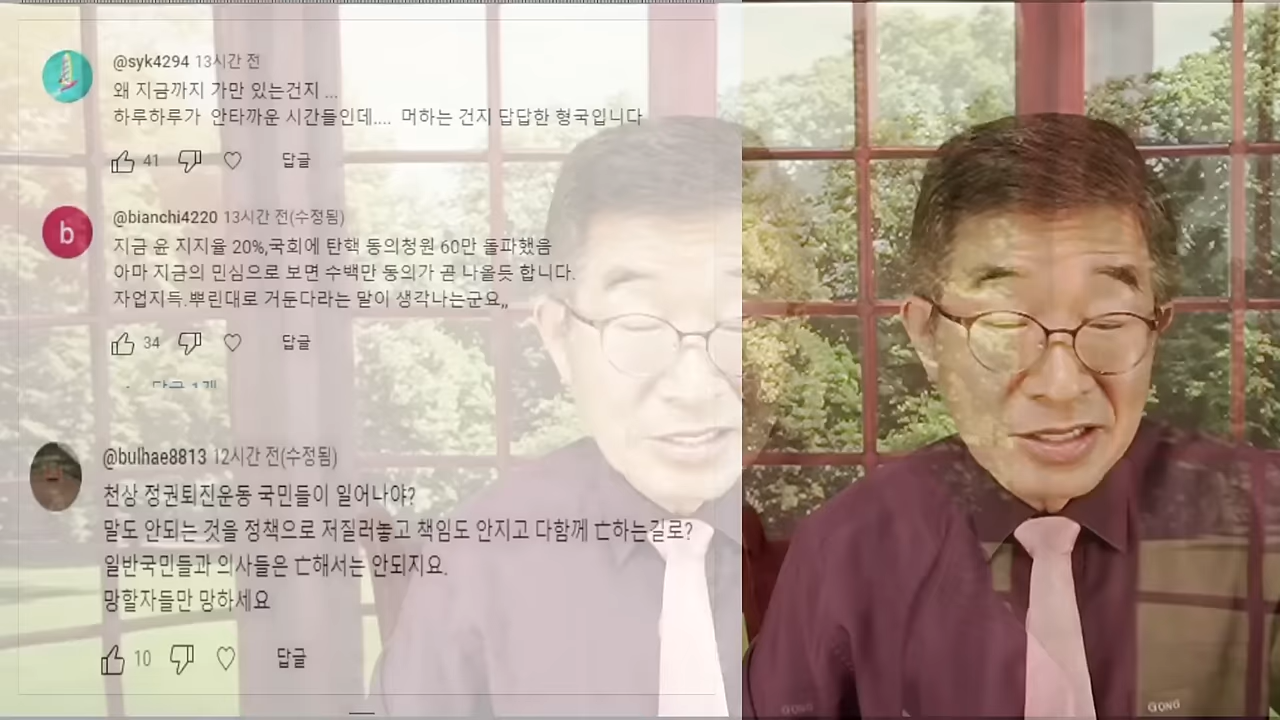 @syk4294 13시간 전
왜 지금까지 가만 있는건지 ...
하루하루가 안타까운 시간들인데.... 머하는 건지 답답한 형국입니다
41 답글
b
@bianchi4220 13시간 전(수정됨)
지금 윤 지지율 20%,국회에 탄핵 동의청원 60만 돌파했음
아마 지금의 민심으로 보면 수백만 동의가 곧 나올듯 합니다.
자업지득.뿌린대로 거둔다라는 말이 생각나는군요,,
34 답글
답글 1개
@bulhae8813 12시간 전(수정됨)
천상 정권퇴진운동 국민들이 일어나야?
말도 안되는 것을 정책으로 저질러놓고 책임도 안지고 다함께 亡하는길로?
일반국민들과 의사들은 亡해서는 안되지요.
망할자들만 망하세요
10 답글
GONG
GONG